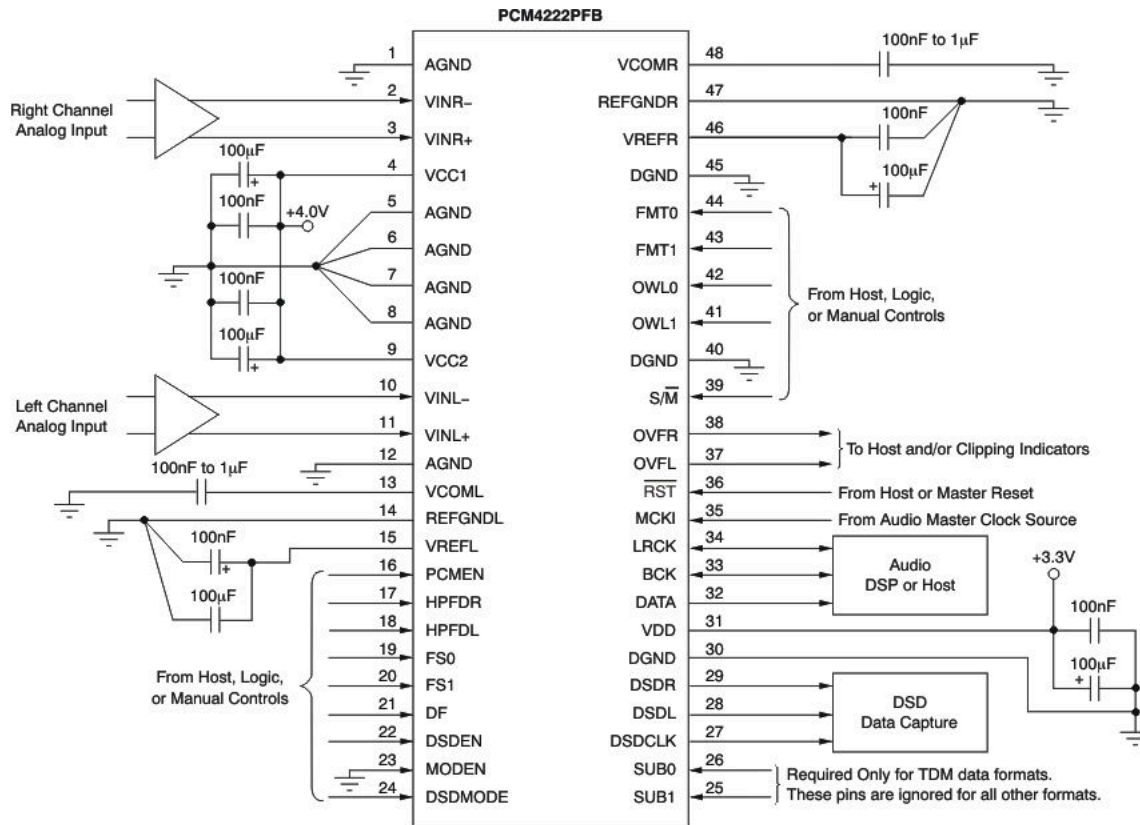 PCM4222PFB
1 AGND
Right Channel
Analog Input
2 VINR–
3 VINR+
100µF
+
4 VCC1
100nF
+4.0V
5 AGND
6 AGND
100nF
7 AGND
8 AGND
100µF
+
9 VCC2
Left Channel
Analog Input
10 VINL–
11 VINL+
12 AGND
100nF to 1µF
13 VCOML
14 REFGNDL
100nF
+
15 VREFL
100µF
16 PCMEN
17 HPFDR
18 HPFDL
19 FS0
From Host, Logic,
or Manual Controls
20 FS1
21 DF
22 DSDEN
23 MODEN
24 DSDMODE
VCOMR 48
100nF to 1µF
REFGNDR 47
100nF
VREFR 46
100µF
+
DGND 45
FMT0 44
FMT1 43
OWL0 42
OWL1 41
From Host, Logic,
or Manual Controls
DGND 40
S/M̅ 39
OVFR 38
OVFL 37
To Host and/or Clipping Indicators
R̅S̅T̅ 36
From Host or Master Reset
MCKI 35
From Audio Master Clock Source
LRCK 34
BCK 33
DATA 32
Audio
DSP or Host
+3.3V
100nF
VDD 31
DGND 30
100µF
+
DSDR 29
DSDL 28
DSDCLK 27
DSD
Data Capture
SUB0 26
SUB1 25
Required Only for TDM data formats.
These pins are ignored for all other formats.